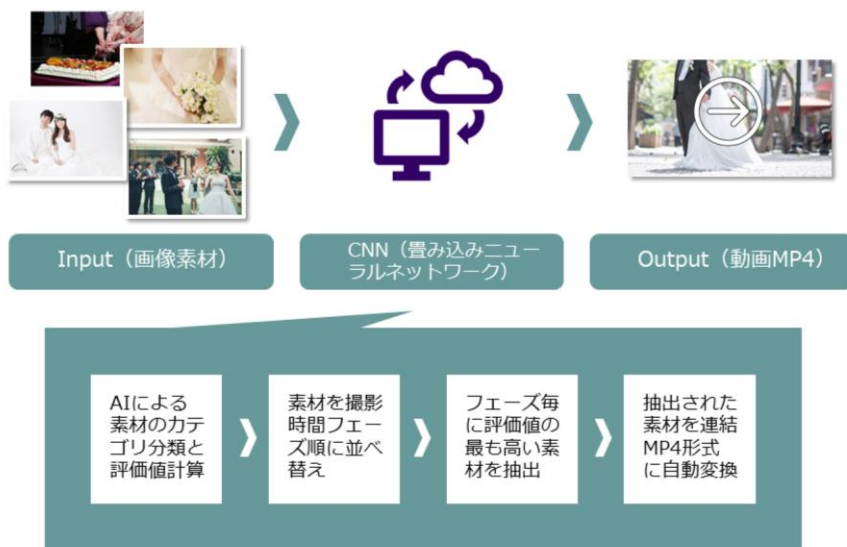 Input(画像素材)
CNN(畳み込みニュー
ラルネットワーク)
Output(動画MP4)
AIによる
素材のカテ
ゴリ分類と
評価値計算
素材を撮影
時間フェー
ズ順に並べ
替え
フェーズ毎
に評価値の
最も高い素
材を抽出
抽出された
素材を連結
MP4形式
に自動変換